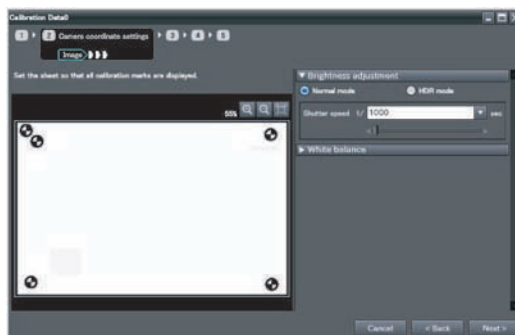 Calibration Data0
1 2 Camera coordinate settings 3 4 5
Image
Set the sheet so that all calibration marks are displayed.
55%
Brightness adjustment
Normal mode HDR mode
Shutter speed 1/ 1000 sec
White balance
Cancel < Back Next >